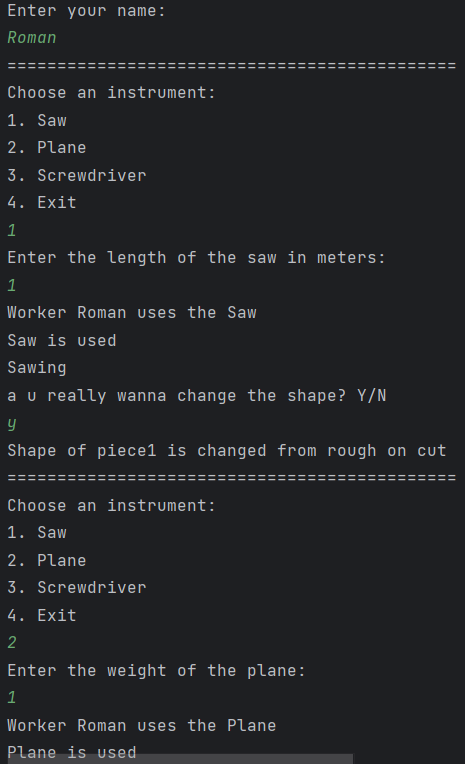 Enter your name:
Roman
=============================================
Choose an instrument:
1. Saw
2. Plane
3. Screwdriver
4. Exit
1
Enter the length of the saw in meters:
1
Worker Roman uses the Saw
Saw is used
Sawing
a u really wanna change the shape? Y/N
y
Shape of piece1 is changed from rough on cut
=============================================
Choose an instrument:
1. Saw
2. Plane
3. Screwdriver
4. Exit
2
Enter the weight of the plane:
1
Worker Roman uses the Plane
Plane is used